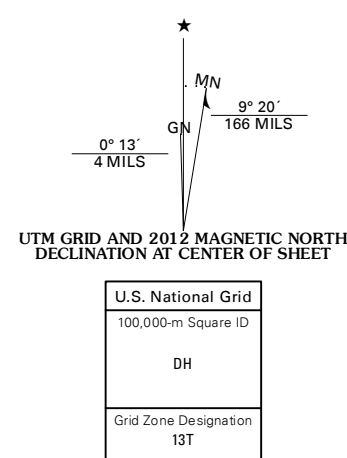 ★
MN
GN
9° 20´
166 MILS
0° 13´
4 MILS
UTM GRID AND 2012 MAGNETIC NORTH
DECLINATION AT CENTER OF SHEET
U.S. National Grid
100,000-m Square ID
DH
Grid Zone Designation
13T